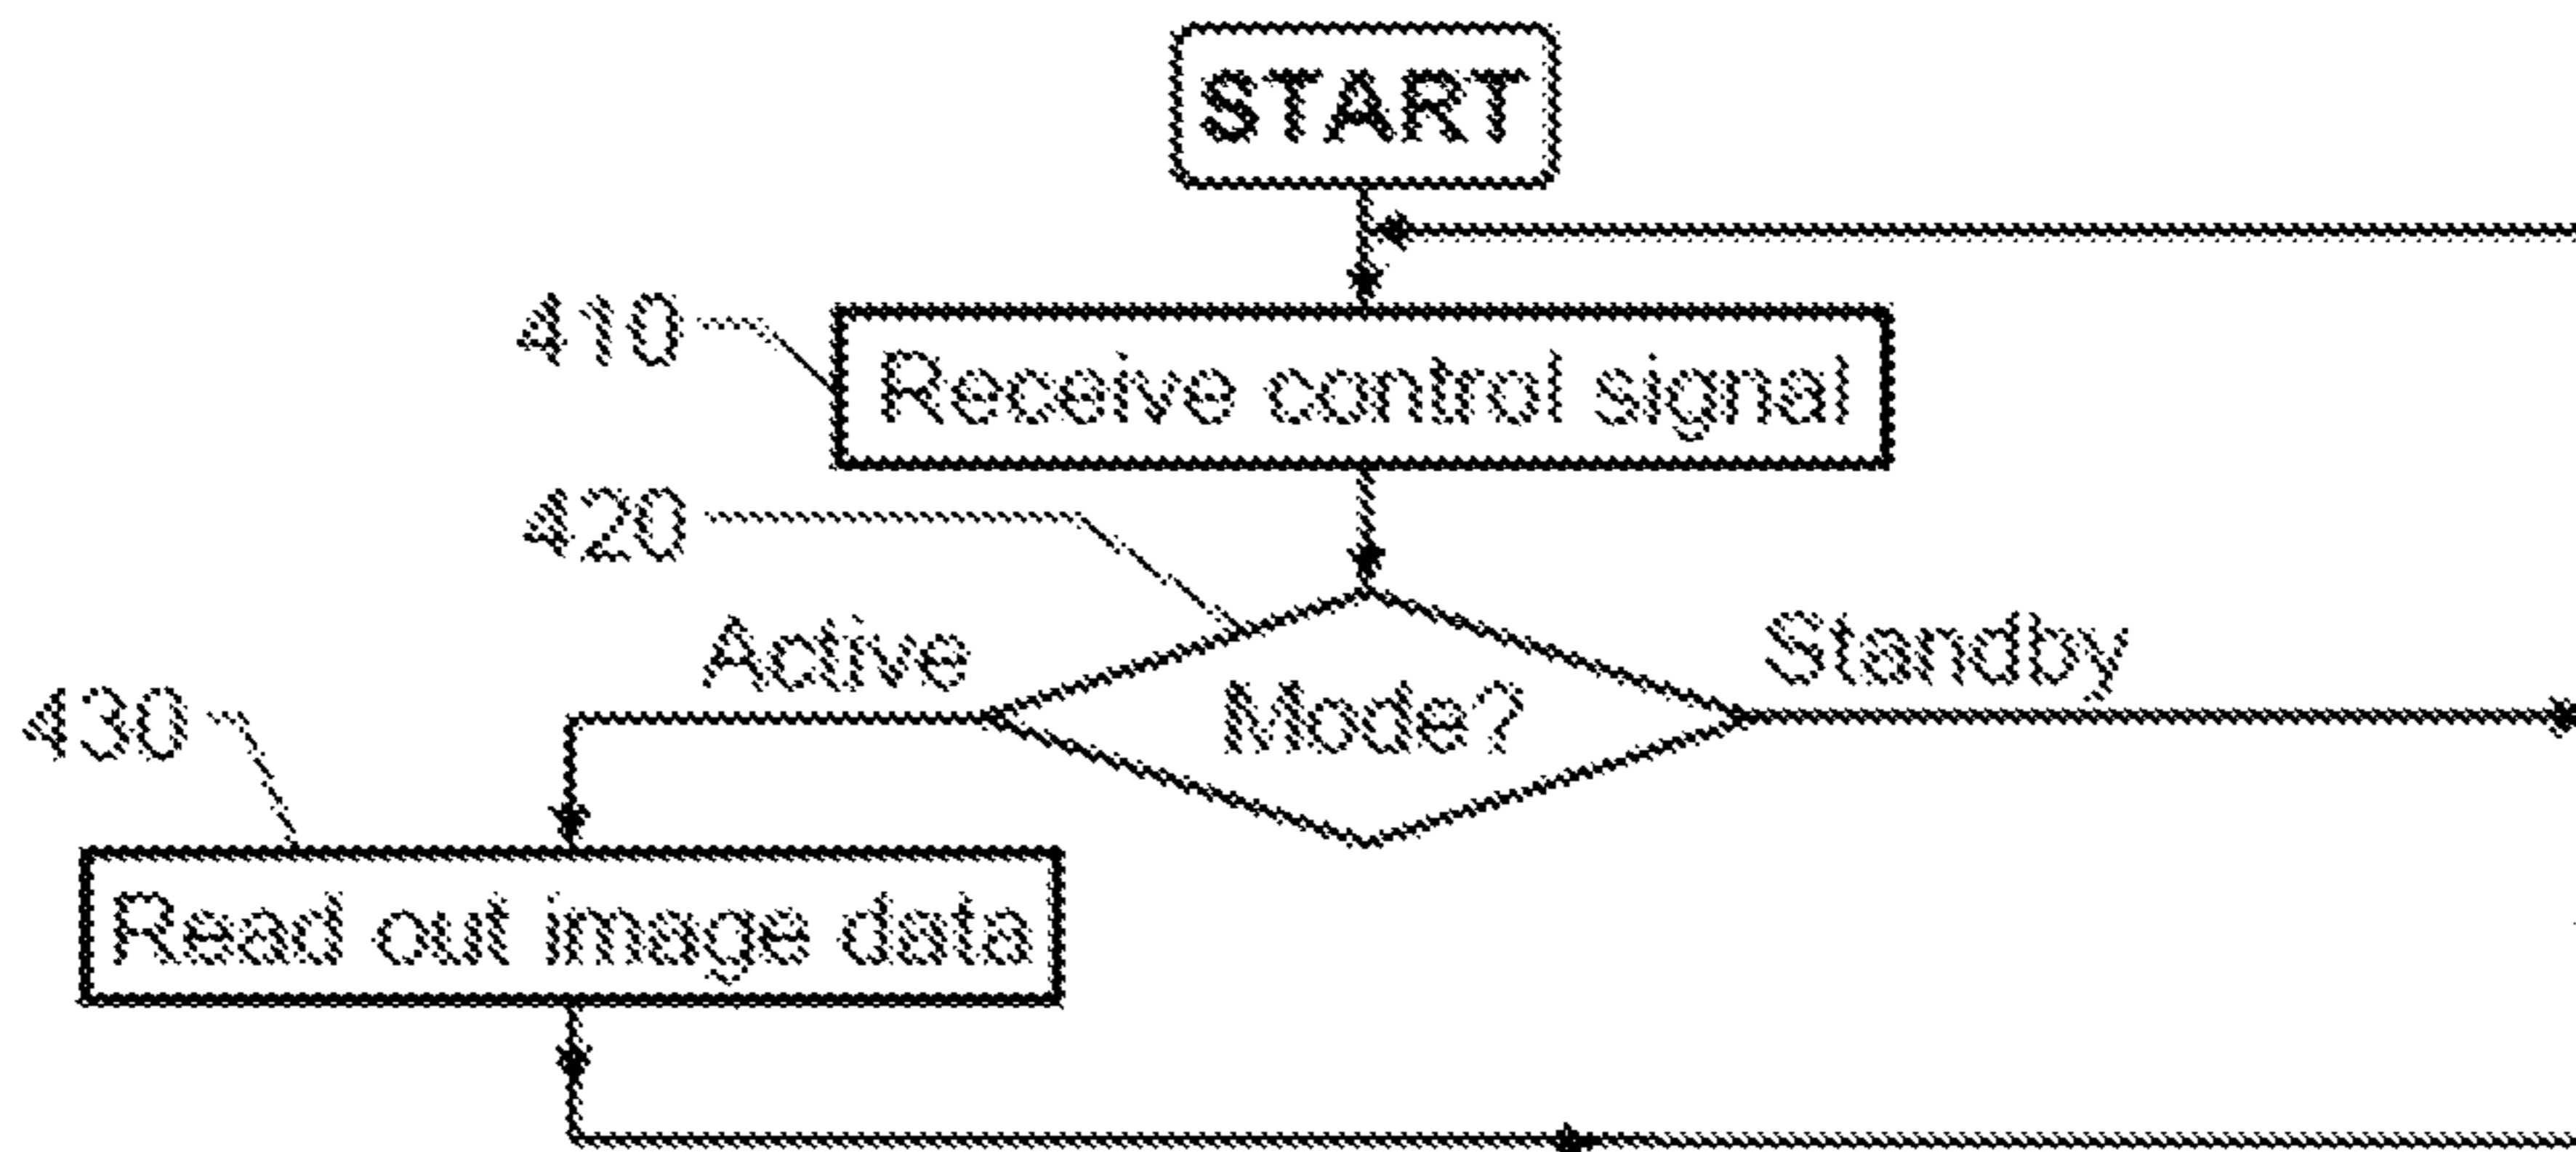 START
410
Receive control signal
420
Active
Standby
Mode?
430
Read out image data